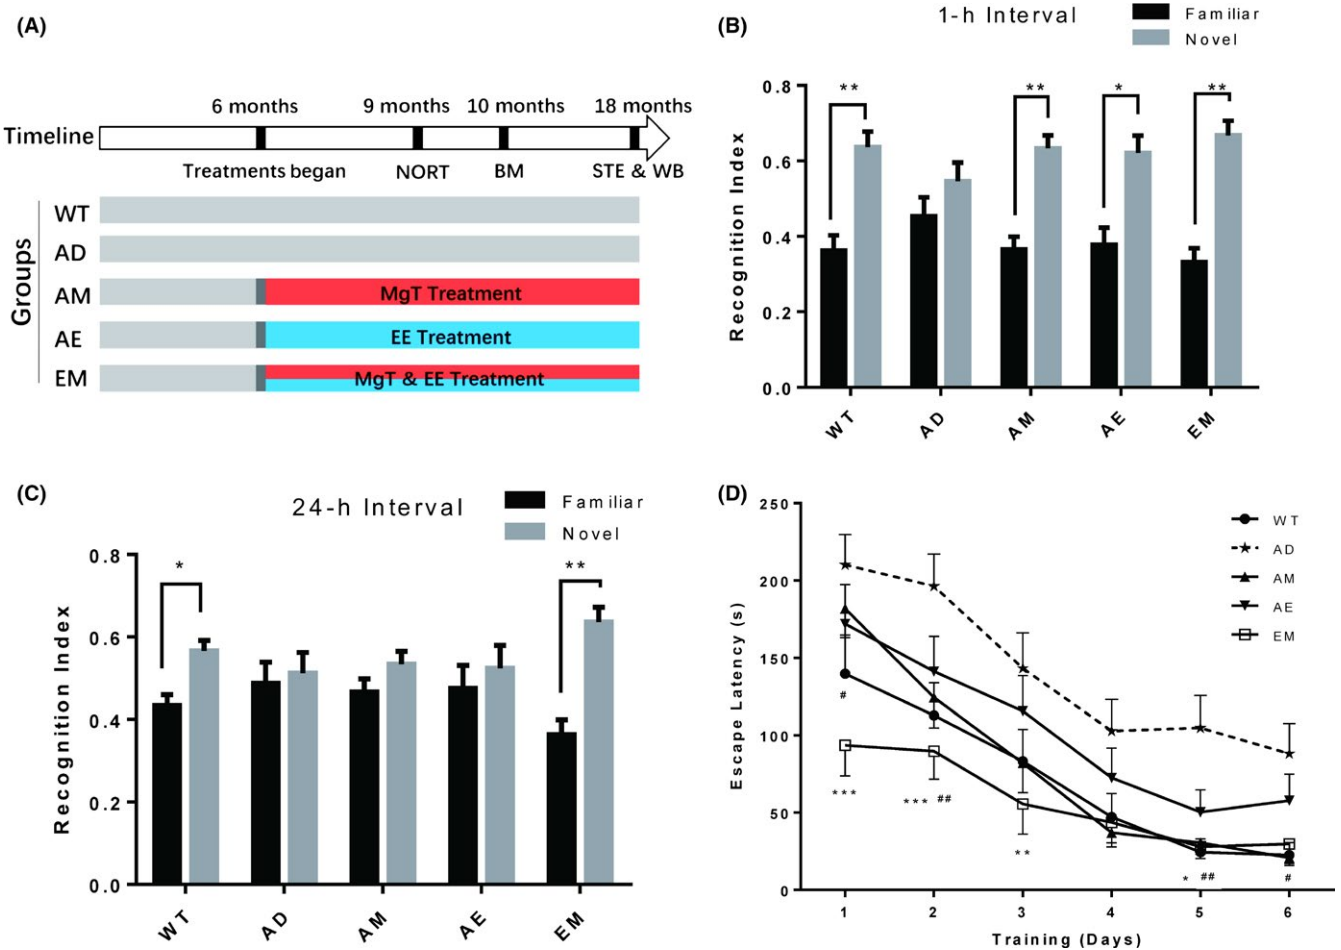 (A)
6 months 9 months 10 months 18 months
Timeline
Treatments began NORT BM STE & WB
Groups
WT
AD
AM MgT Treatment
AE EE Treatment
EM MgT & EE Treatment
(B)
1-h Interval
Familiar
Novel
Recognition Index
0.8
0.6
0.4
0.2
0.0
** ** * **
WT AD AM AE EM
(C)
24-h Interval
Familiar
Novel
Recognition Index
0.8
0.6
0.4
0.2
0.0
* **
WT AD AM AE EM
(D)
Escape Latency (s)
250
200
150
100
50
0
WT
AD
AM
AE
EM
#
*** *** ##
**
* ## #
1 2 3 4 5 6
Training (Days)